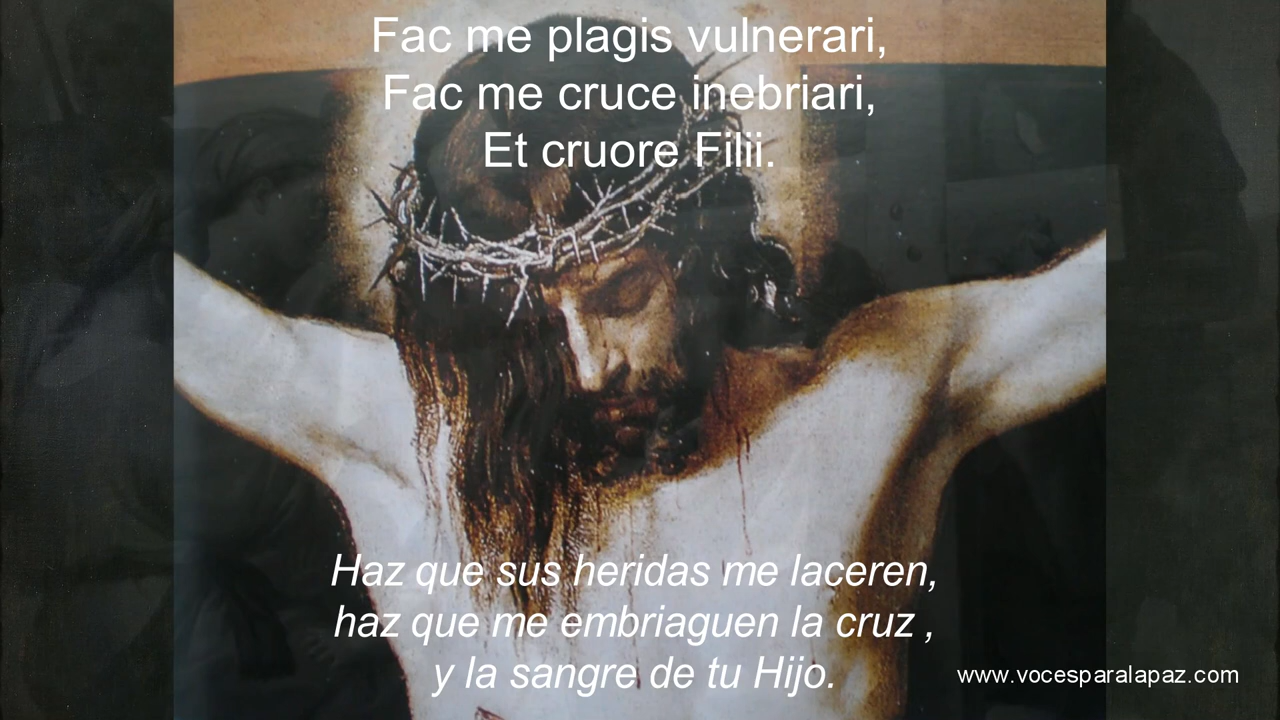 Fac me plagis vulnerari,
Fac me cruce inebriari,
Et cruore Filii.
Haz que sus heridas me laceren,
haz que me embriaguen la cruz ,
y la sangre de tu Hijo.
www.vocesparalapaz.com